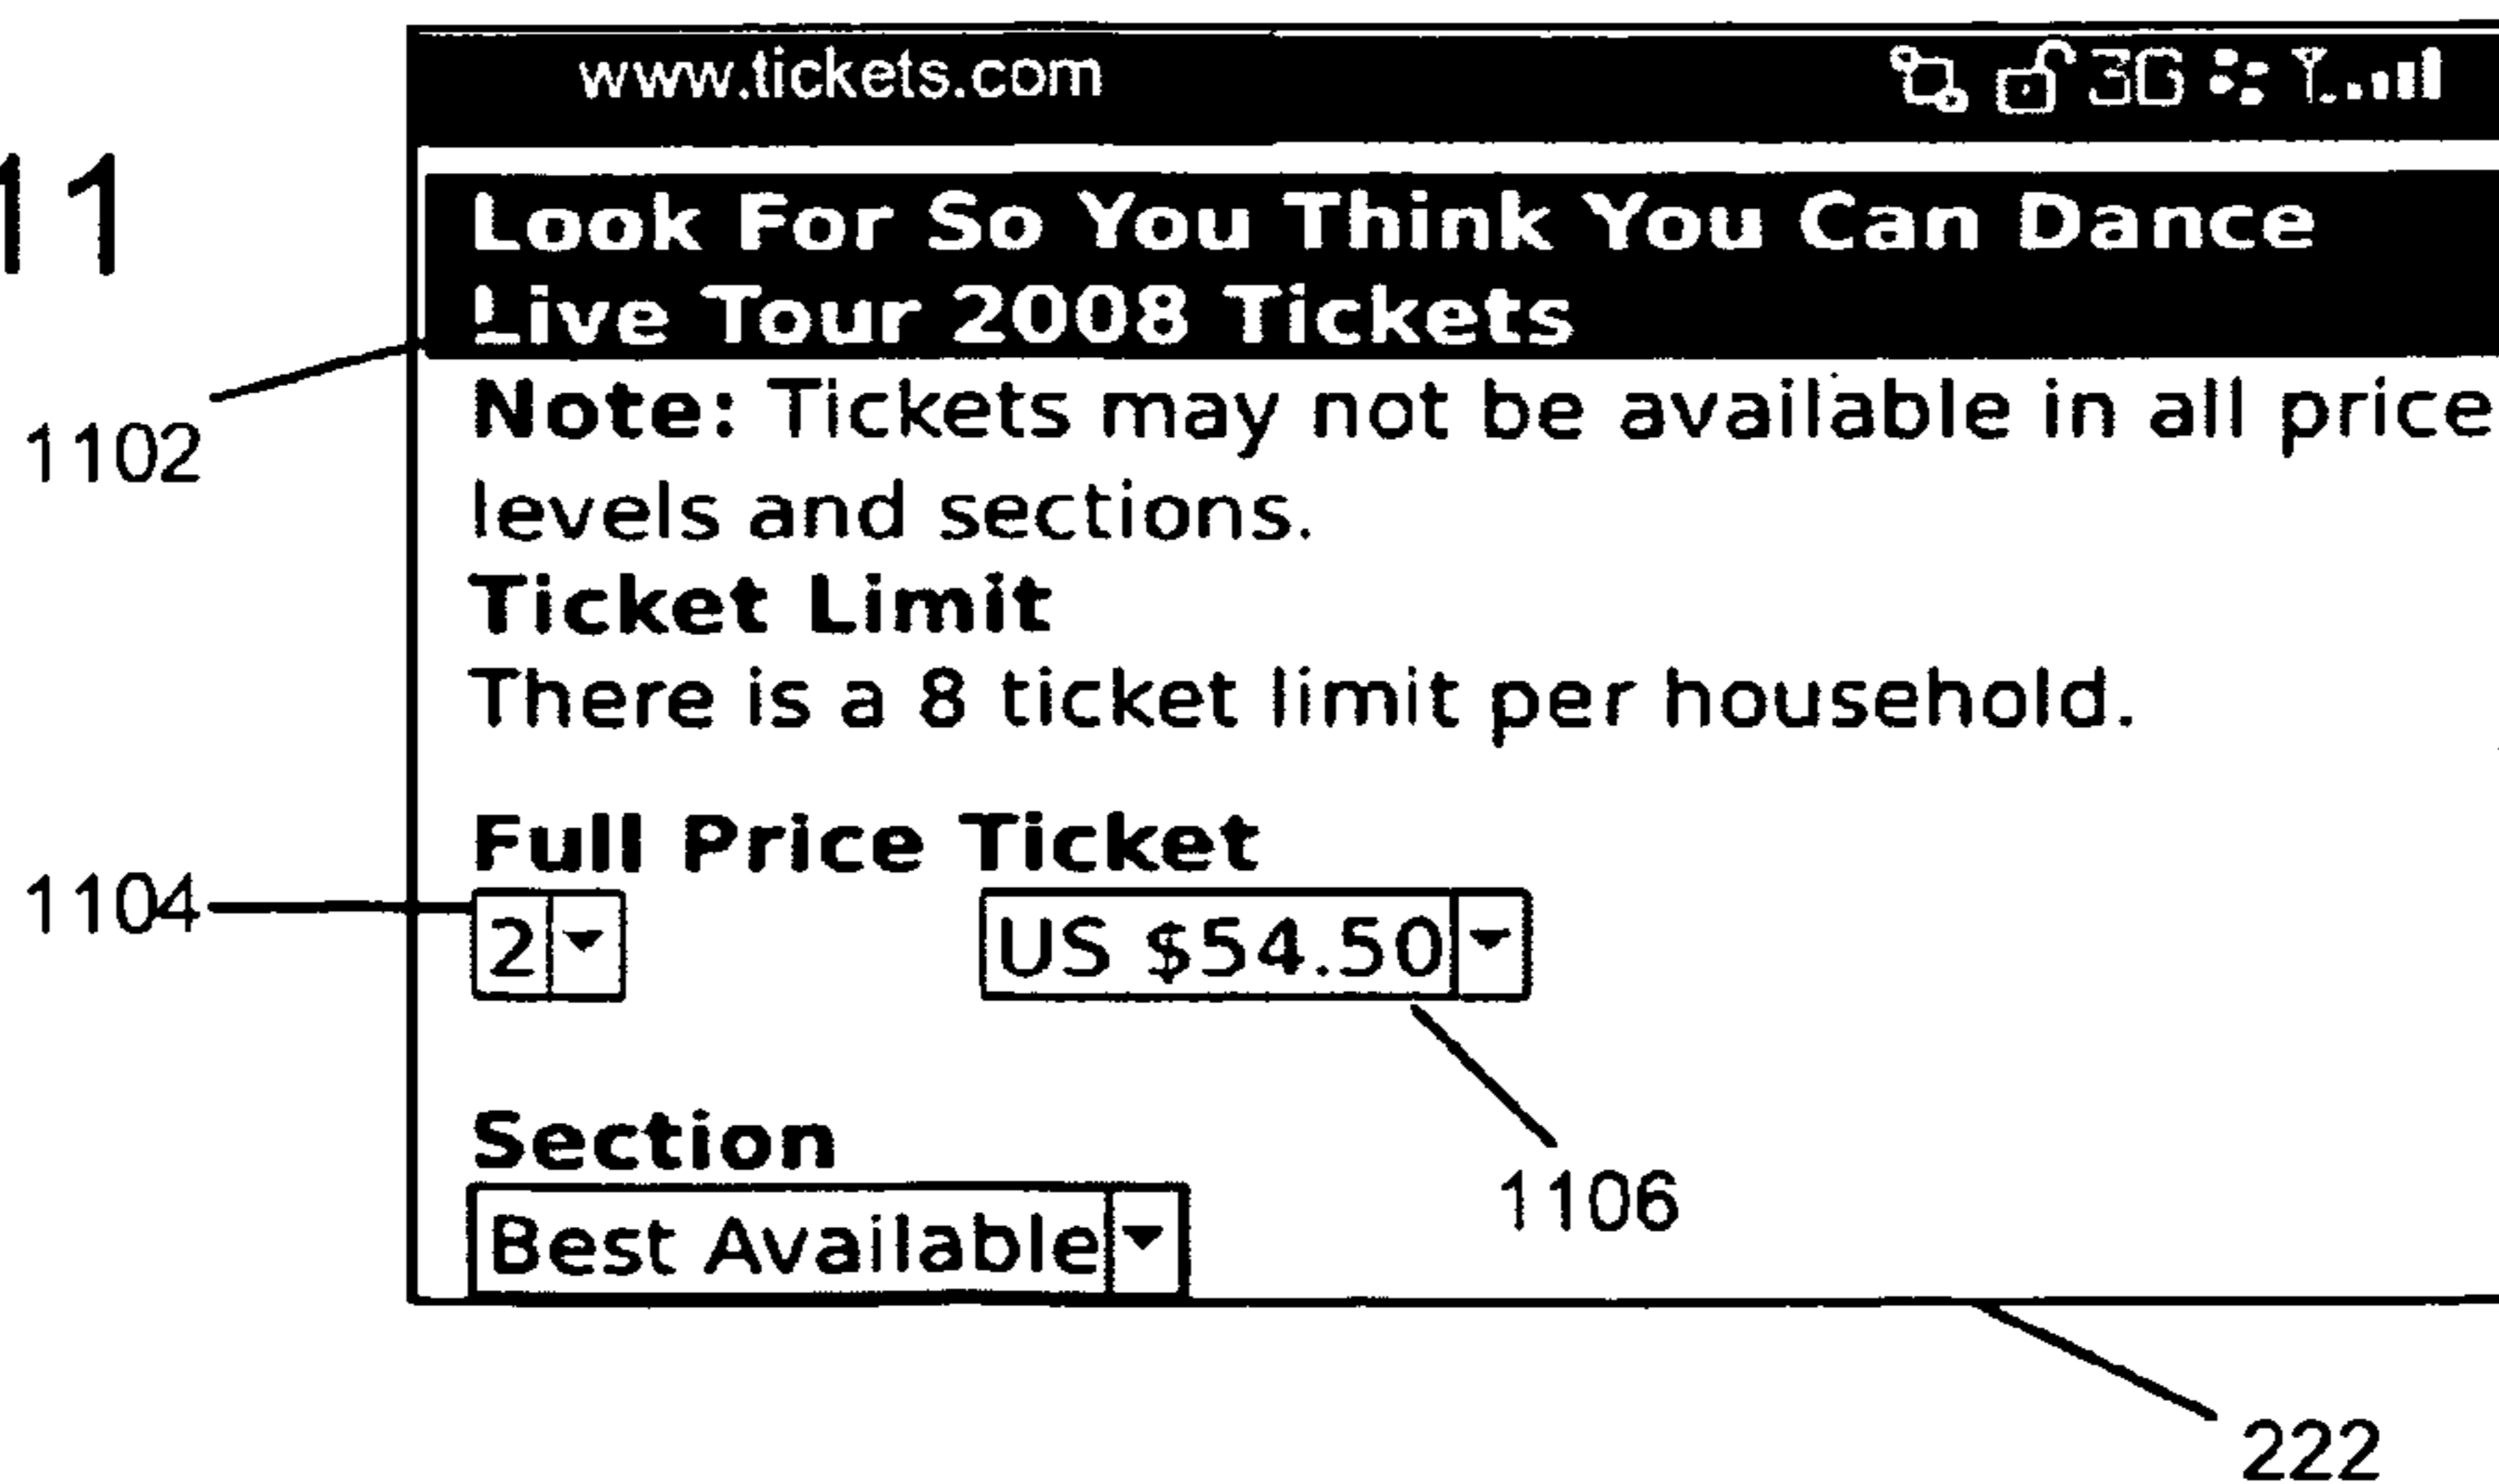 www.tickets.com 3G
11
Look For So You Think You Can Dance
Live Tour 2008 Tickets
1102
Note: Tickets may not be available in all price
levels and sections.
Ticket Limit
There is a 8 ticket limit per household.
Full Price Ticket
1104
2 US $54.50
1106
Section
Best Available
222